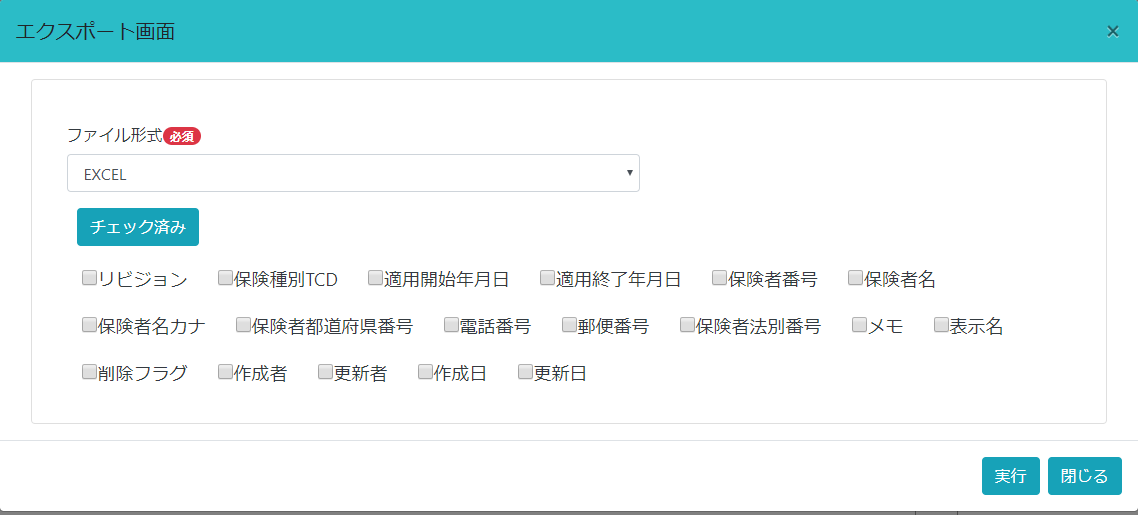 エクスポート画面 ×
ファイル形式 必須
EXCEL
チェック済み
リビジョン 保険種別TCD 適用開始年月日 適用終了年月日 保険者番号 保険者名
保険者名カナ 保険者都道府県番号 電話番号 郵便番号 保険者法別番号 メモ 表示名
削除フラグ 作成者 更新者 作成日 更新日
実行 閉じる